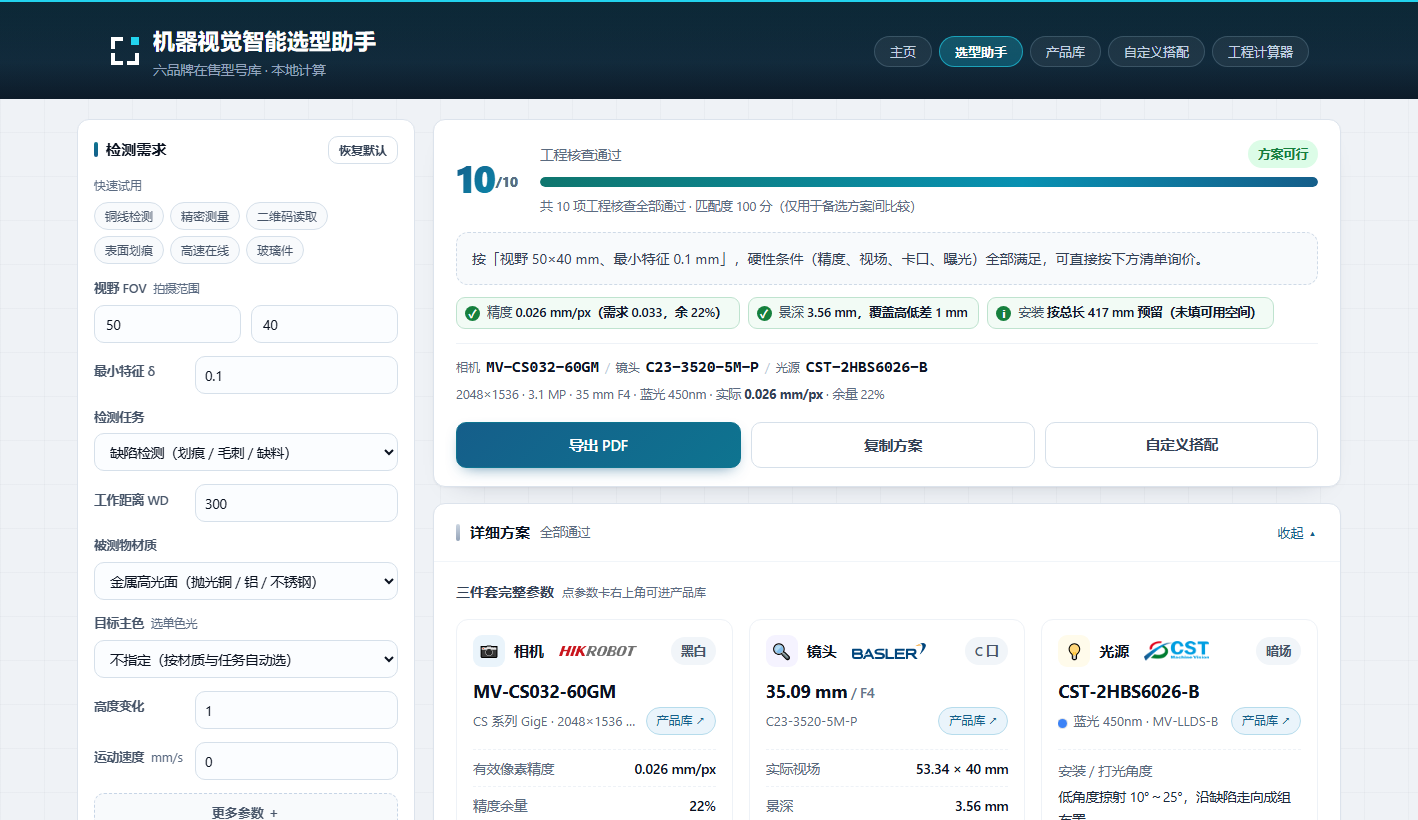 机器视觉智能选型助手
六品牌在售型号库 · 本地计算
主页
选型助手
产品库
自定义搭配
工程计算器
检测需求
恢复默认
快速试用
铜线检测
精密测量
二维码读取
表面划痕
高速在线
玻璃件
视野 FOV 拍摄范围
50
40
最小特征 δ
0.1
检测任务
缺陷检测（划痕 / 毛刺 / 缺料）
工作距离 WD
300
被测物材质
金属高光面（抛光铜 / 铝 / 不锈钢）
目标主色 选单色光
不指定（按材质与任务自动选）
高度变化
1
运动速度 mm/s
0
更多参数 +
10/10
工程核查通过
方案可行
共 10 项工程核查全部通过 · 匹配度 100 分（仅用于备选方案间比较）
按「视野 50×40 mm、最小特征 0.1 mm」，硬性条件（精度、视场、卡口、曝光）全部满足，可直接按下方清单询价。
精度 0.026 mm/px（需求 0.033，余 22%）
景深 3.56 mm，覆盖高低差 1 mm
安装 按总长 417 mm 预留（未填可用空间）
相机 MV-CS032-60GM / 镜头 C23-3520-5M-P / 光源 CST-2HBS6026-B
2048×1536 · 3.1 MP · 35 mm F4 · 蓝光 450nm · 实际 0.026 mm/px · 余量 22%
导出 PDF
复制方案
自定义搭配
详细方案 全部通过
收起 ▲
三件套完整参数 点参数卡右上角可进产品库
相机 HIKROBOT 黑白
MV-CS032-60GM
CS 系列 GigE · 2048×1536 ...
产品库 ↗
有效像素精度 0.026 mm/px
精度余量 22%
镜头 BASLER C 口
35.09 mm / F4
C23-3520-5M-P
产品库 ↗
实际视场 53.34 × 40 mm
景深 3.56 mm
光源 CST 暗场
CST-2HBS6026-B
蓝光 450nm · MV-LLDS-B
产品库 ↗
安装 / 打光角度
低角度掠射 10° ~ 25°，沿缺陷走向成组